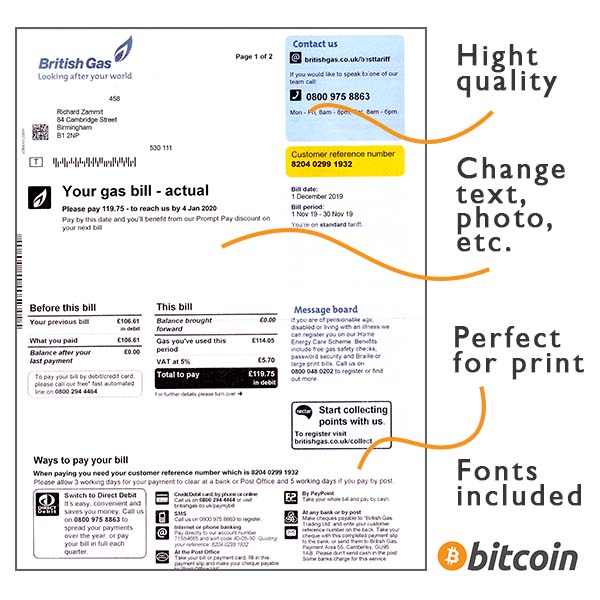 British Gas
Looking after your world
Page 1 of 2
Contact us
britishgas.co.uk/basttariff
If you would like to speak to one of our
team call:
0800 975 8863
Mon - Fri, 8am - 8pm, Sat, 8am - 6pm.
458
Richard Zammit
84 Cambridge Street
Birmingham
B1 2NP
530 111
T
Customer reference number
8204 0299 1932
Your gas bill - actual
Please pay 119.75 - to reach us by 4 Jan 2020
Pay by this date and you'll benefit from our Prompt Pay discount on
your next bill
Bill date:
1 December 2019
Bill period:
1 Nov 19 - 30 Nov 19
You're on standard tariff.
Before this bill
Your previous bill £106.61
in debit
What you paid £106.61
Balance after your £0.00
last payment
To pay your bill by debit/credit card,
please call our free* fast automated
line on 0800 294 4464
This bill
Balance brought £0.00
forward
Gas you've used this £114.05
period
VAT at 5% £5.70
Total to pay £119.75
in debit
For further details please turn over
Message board
If you are of pensionable age,
disabled or living with an illness we
can register you on our Home
Energy Care Scheme. Benefits
include free gas safety checks,
password security and Braille or
large print bills. Call us on
0800 048 0202 to register or find
out more.
nectar
Start collecting
points with us.
To register visit
britishgas.co.uk/collect
Ways to pay your bill
When paying you need your customer reference number which is 8204 0299 1932
Please allow 3 working days for your payment to clear at a bank or Post Office and 5 working days if you pay by post.
DIRECT
Debit
Switch to Direct Debit
It's easy, convenient and
saves you money. Call us
on 0800 975 8863 to
spread your payments
over the year, or pay
your bill in full each
quarter.
Credit/Debit card, by phone or online
Call us on 0800 294 4464 or visit
britishgas.co.uk/paymybill
SMS
Call us on 0800 975 8863 to register.
Internet or phone banking
Pay directly to our account number
71584685 and sort code 40-05-30. Quoting
your reference: 8204 0299 1932
At the Post Office
Take your bill or payment card, fill in this
payment slip and make your cheque payable
By PayPoint
Take your whole bill and pay by cash.
At any bank or by post
Make cheques payable to 'British Gas
Trading Ltd' and write your customer
reference number on the back. Take your
cheque with this completed payment slip
to the bank, or send them to British Gas,
Payment Area 55, Camberley, GU95
1AB. Please don't send cash in the post
Some banks charge for this service.
Hight
quality
Change
text,
photo,
etc.
Perfect
for print
Fonts
included
bitcoin